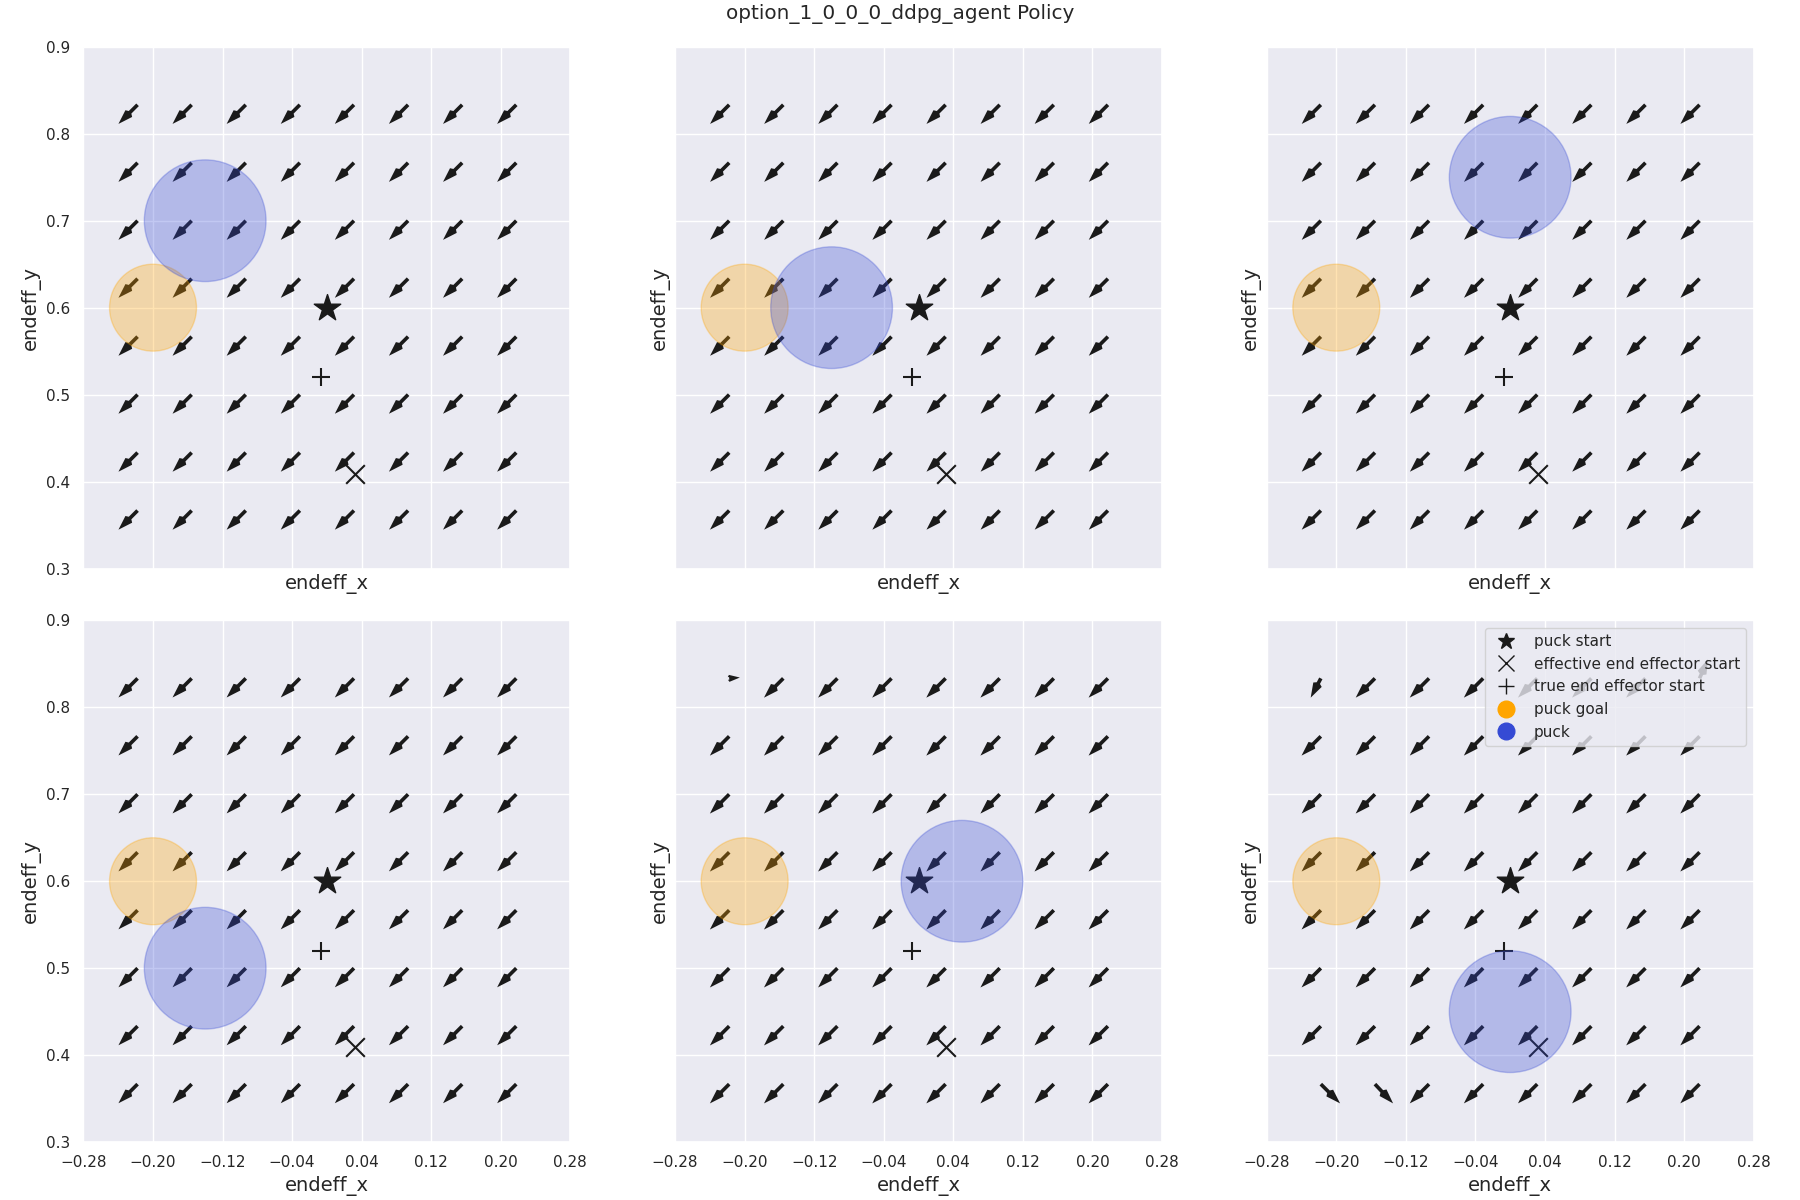 option_1_0_0_0_ddpg_agent Policy
0.9
0.8
0.7
0.6
0.5
0.4
0.3
endeff_y
endeff_x
endeff_y
endeff_x
endeff_y
endeff_x
0.9
0.8
0.7
0.6
0.5
0.4
0.3
endeff_y
−0.28 −0.20 −0.12 −0.04 0.04 0.12 0.20 0.28
endeff_x
endeff_y
−0.28 −0.20 −0.12 −0.04 0.04 0.12 0.20 0.28
endeff_x
endeff_y
puck start
effective end effector start
true end effector start
puck goal
puck
−0.28 −0.20 −0.12 −0.04 0.04 0.12 0.20 0.28
endeff_x